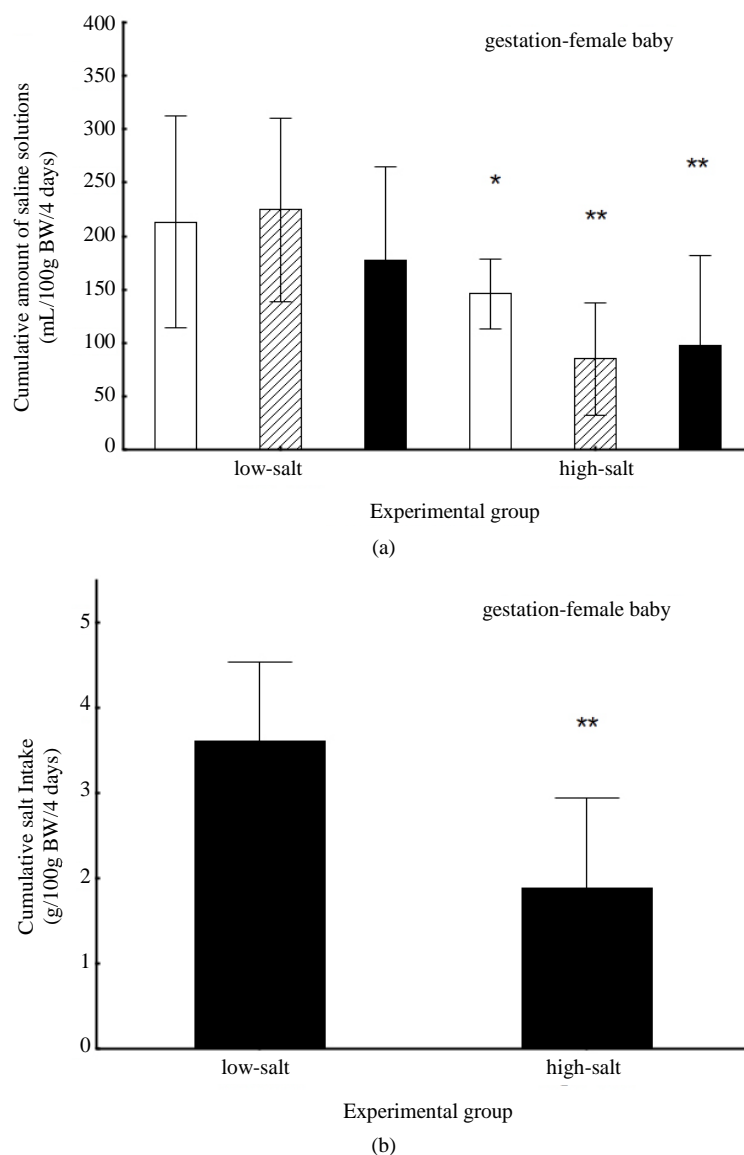 400
gestation-female baby
350
300
250
200
150
100
50
0
Cumulative amount of saline solutions
(mL/100g BW/4 days)
*
**
**
low-salt
high-salt
Experimental group
(a)
gestation-female baby
5
4
3
2
1
0
Cumulative salt Intake
(g/100g BW/4 days)
**
low-salt
high-salt
Experimental group
(b)